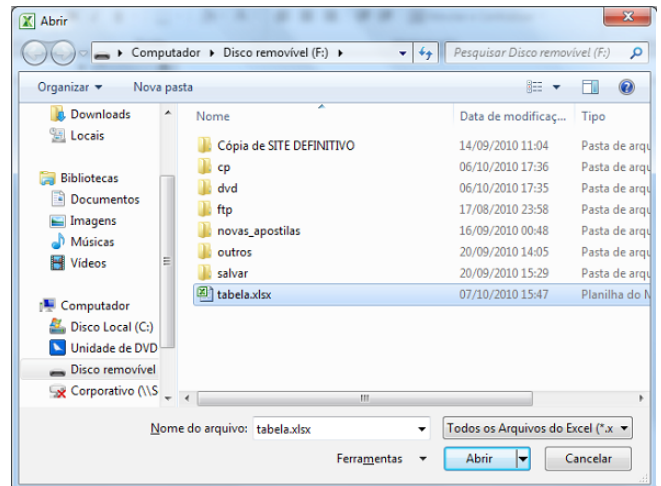 Abrir
Computador ▸ Disco removível (F:) ▸
Pesquisar Disco removível (F:)
Organizar
Nova pasta
Downloads
Locais
Bibliotecas
Documentos
Imagens
Músicas
Vídeos
Computador
Disco Local (C:)
Unidade de DVD
Disco removível
Corporativo (\\S
Nome Data de modificaç... Tipo
Cópia de SITE DEFINITIVO 14/09/2010 11:04 Pasta de arqu
cp 06/10/2010 17:36 Pasta de arqu
dvd 06/10/2010 17:35 Pasta de arqu
ftp 17/08/2010 23:58 Pasta de arqu
novas_apostilas 16/09/2010 00:48 Pasta de arqu
outros 20/09/2010 14:05 Pasta de arqu
salvar 20/09/2010 15:29 Pasta de arqu
tabela.xlsx 07/10/2010 15:47 Planilha do M
Nome do arquivo: tabela.xlsx
Todos os Arquivos do Excel (*.x
Ferramentas
Abrir
Cancelar